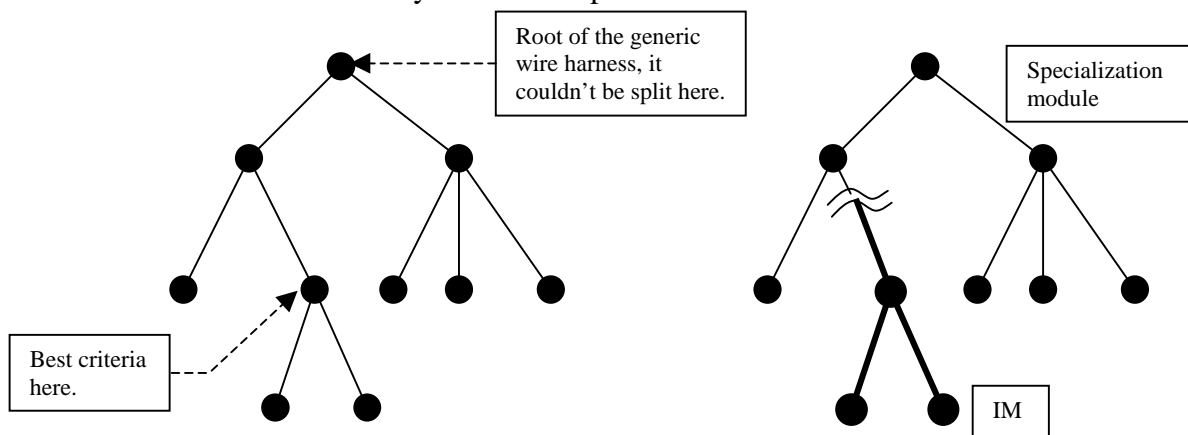 Root of the generic
wire harness, it
couldn't be split here.
Specialization
module
Best criteria
here.
IM